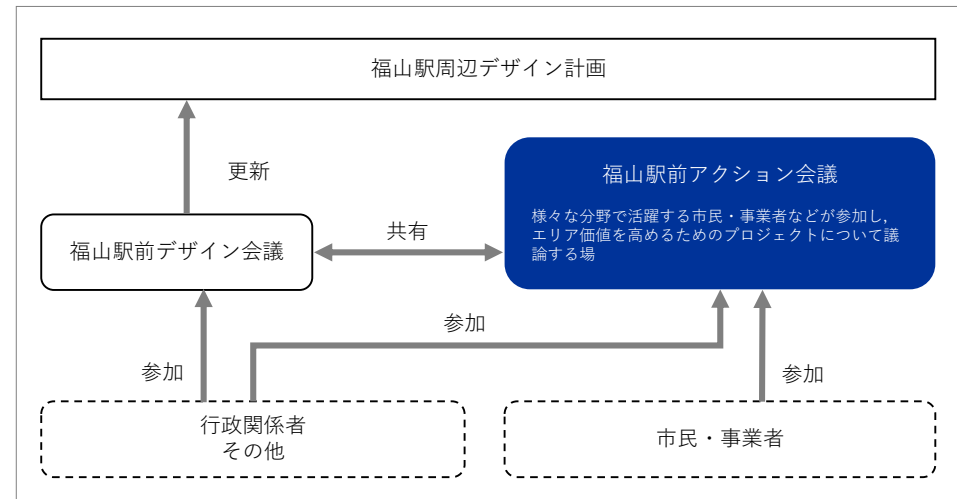 福山駅周辺デザイン計画
更新
福山駅前アクション会議
様々な分野で活躍する市民・事業者などが参加し,
エリア価値を高めるためのプロジェクトについて議
論する場
福山駅前デザイン会議
共有
参加
参加
参加
行政関係者
その他
市民・事業者